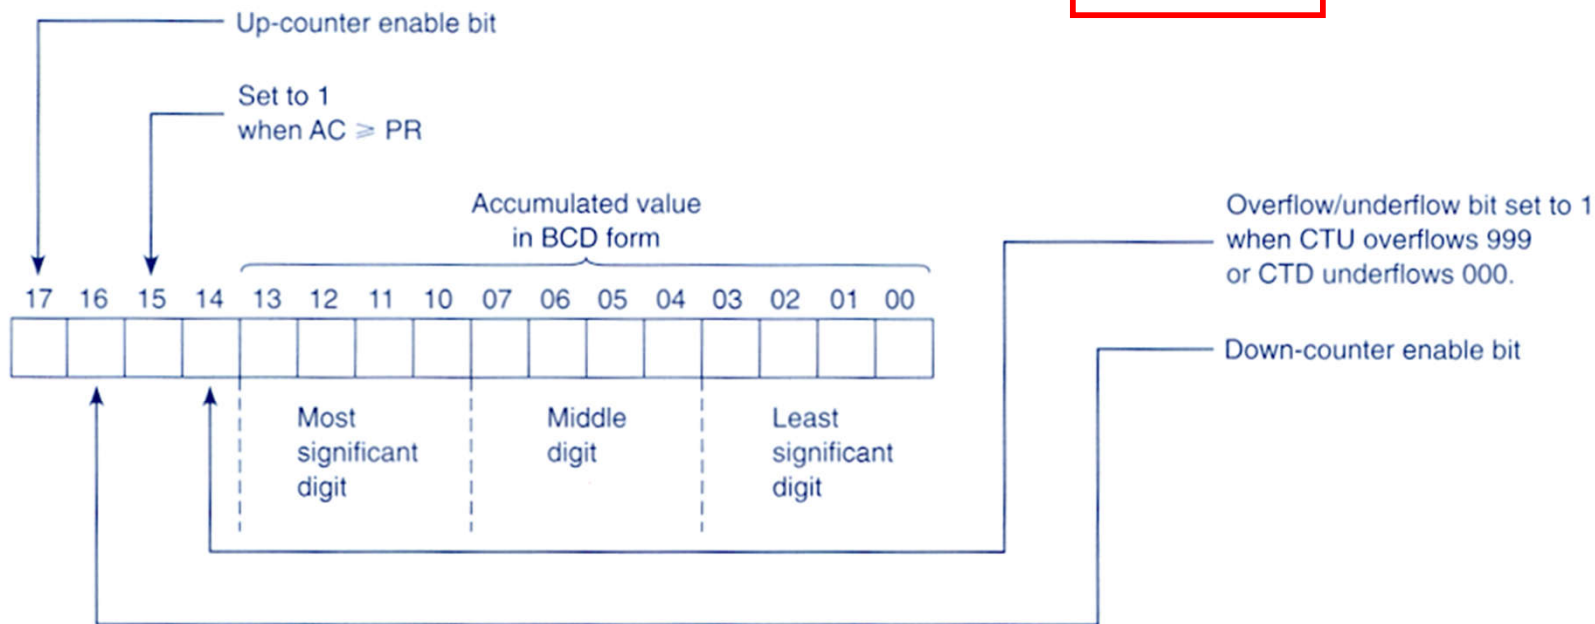 Up-counter enable bit
Set to 1
when AC ⩾ PR
Accumulated value
in BCD form
Overflow/underflow bit set to 1
when CTU overflows 999
or CTD underflows 000.
17 16 15 14 13 12 11 10 07 06 05 04 03 02 01 00
Down-counter enable bit
Most
significant
digit
Middle
digit
Least
significant
digit